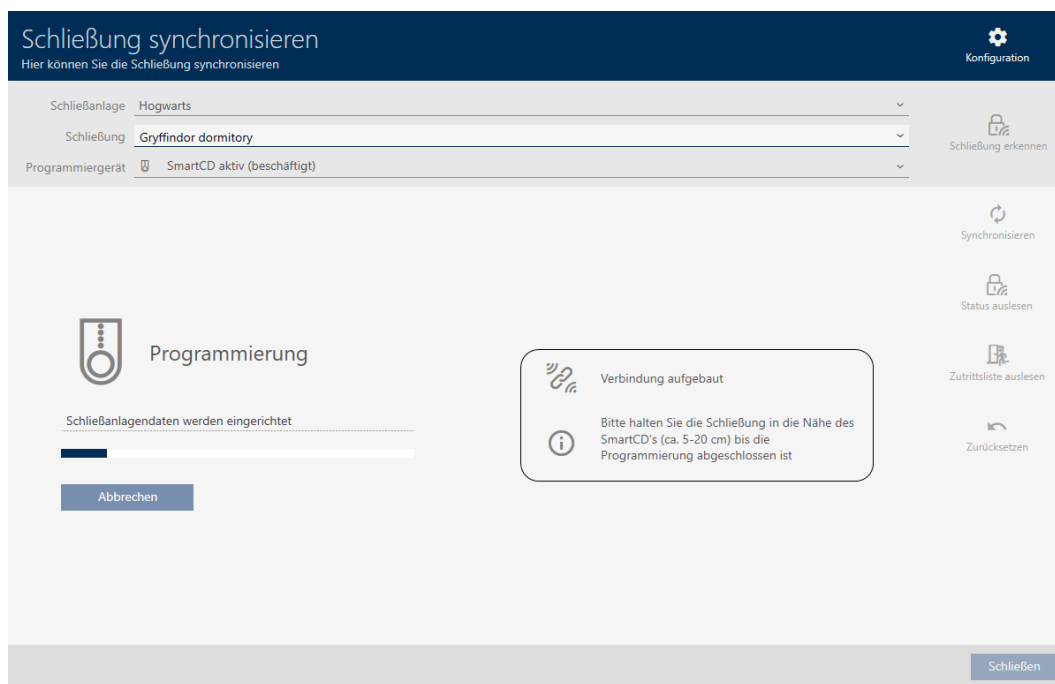 Schließung synchronisieren
Hier können Sie die Schließung synchronisieren
Konfiguration
Schließanlage Hogwarts
Schließung Gryffindor dormitory
Programmiergerät SmartCD aktiv (beschäftigt)
Schließung erkennen
Synchronisieren
Status auslesen
Zutrittsliste auslesen
Zurücksetzen
Programmierung
Schließanlagendaten werden eingerichtet
Abbrechen
Verbindung aufgebaut
Bitte halten Sie die Schließung in die Nähe des
SmartCD's (ca. 5-20 cm) bis die
Programmierung abgeschlossen ist
Schließen